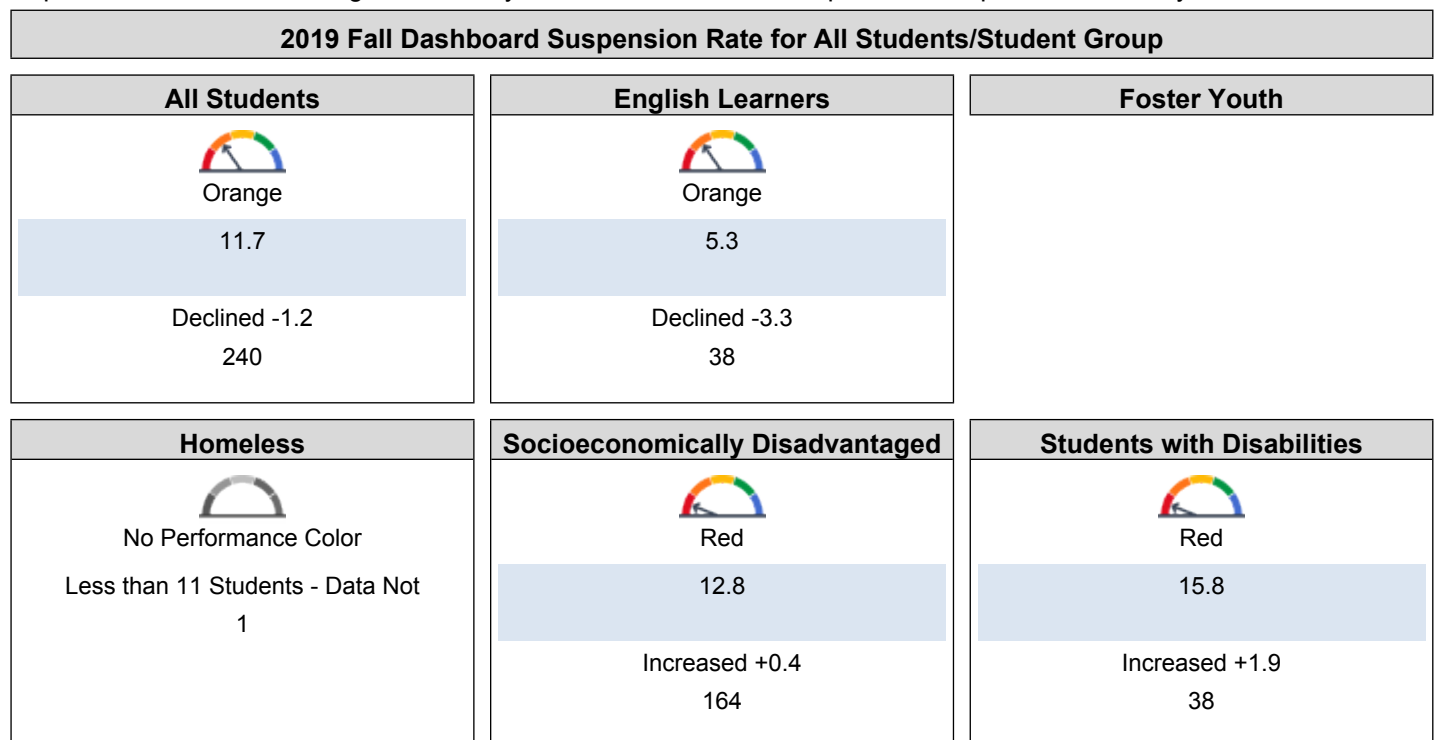 2019 Fall Dashboard Suspension Rate for All Students/Student Group
All Students
Orange
11.7
Declined -1.2
240
English Learners
Orange
5.3
Declined -3.3
38
Foster Youth
Homeless
No Performance Color
Less than 11 Students - Data Not
1
Socioeconomically Disadvantaged
Red
12.8
Increased +0.4
164
Students with Disabilities
Red
15.8
Increased +1.9
38